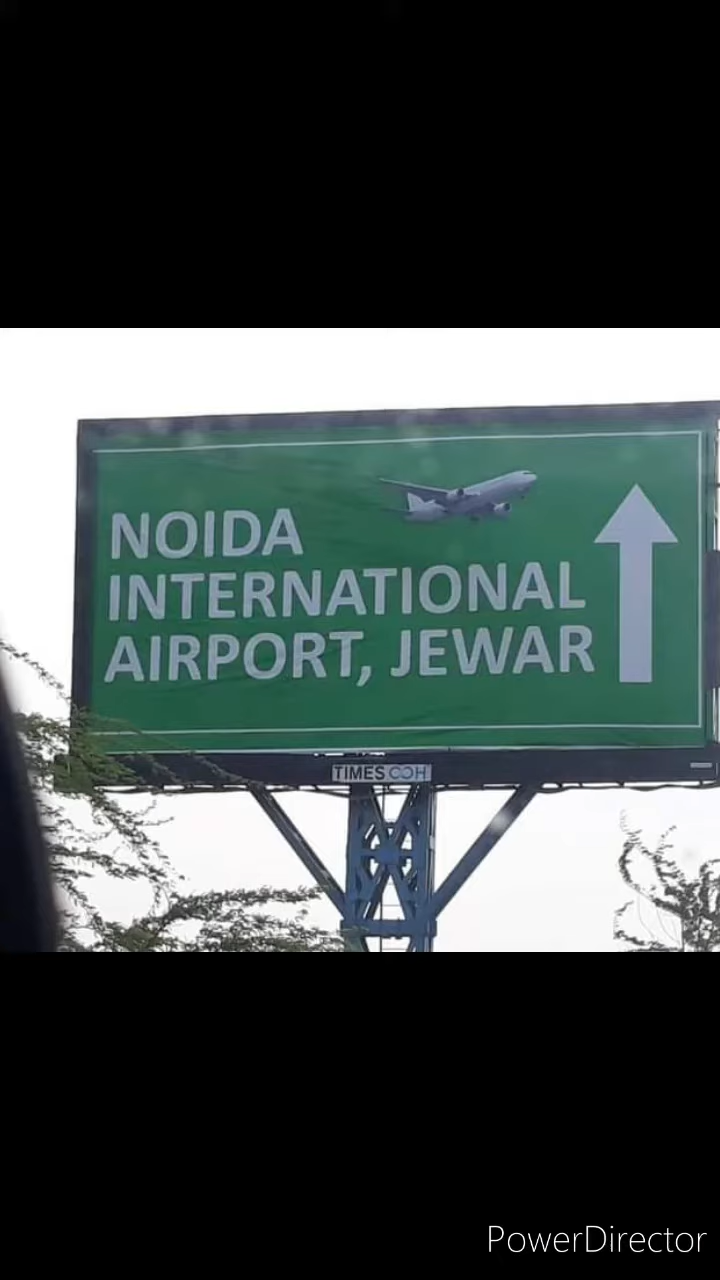 NOIDA
INTERNATIONAL
AIRPORT, JEWAR
TIMES OOH
PowerDirector